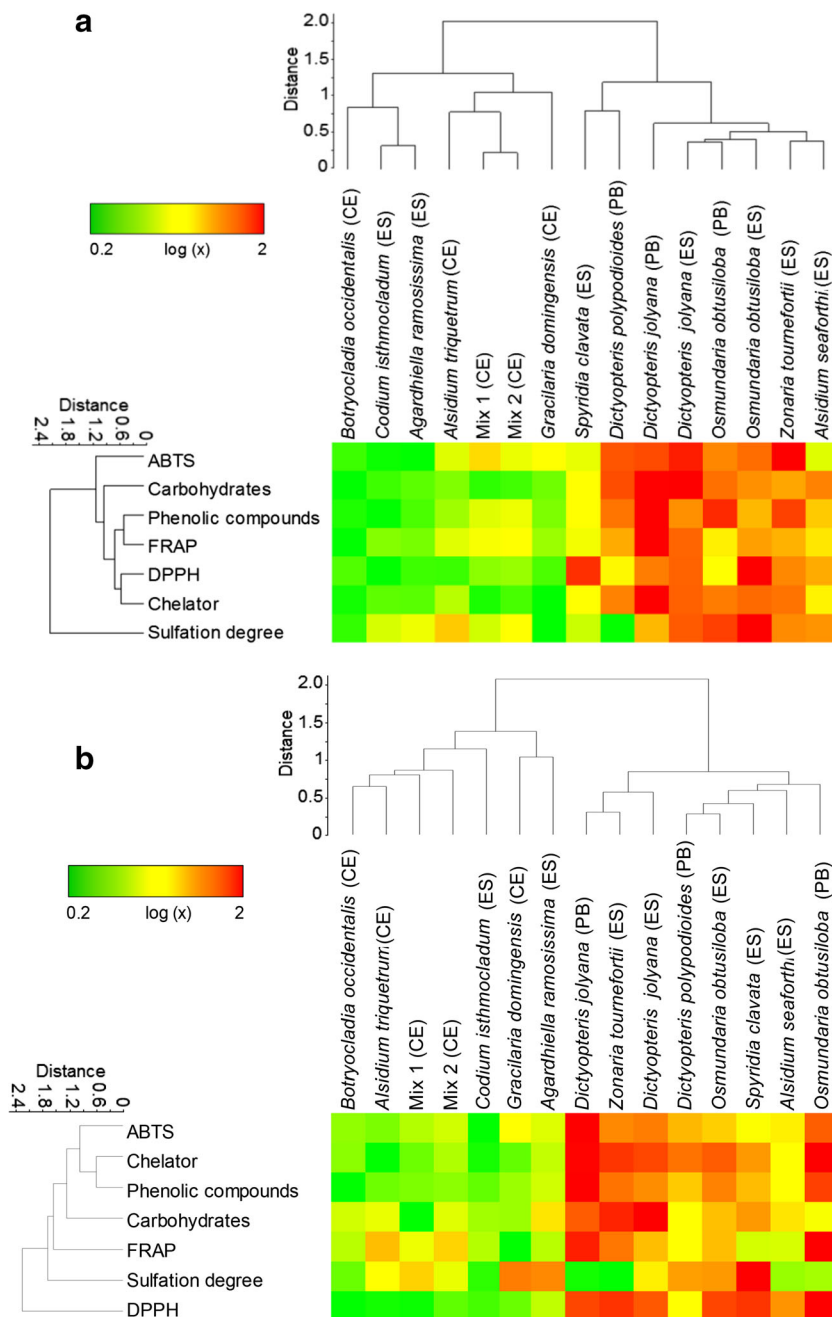 a
Distance
2.0
1.5
1
0.5
0
0.2 log (x) 2
Botryocladia occidentalis (CE)
Codium isthmocladum (ES)
Agardhiella ramosissima (ES)
Alsidium triquetrum (CE)
Mix 1 (CE)
Mix 2 (CE)
Gracilaria domingensis (CE)
Spyridia clavata (ES)
Dictyopteris polypodioides (PB)
Dictyopteris jolyana (PB)
Dictyopteris jolyana (ES)
Osmundaria obtusiloba (PB)
Osmundaria obtusiloba (ES)
Zonaria tournefortii (ES)
Alsidium seaforthi (ES)
Distance
2.4 1.8 1.2 0.6 0
ABTS
Carbohydrates
Phenolic compounds
FRAP
DPPH
Chelator
Sulfation degree
b
Distance
2.0
1.5
1
0.5
0
0.2 log (x) 2
Botryocladia occidentalis (CE)
Alsidium triquetrum (CE)
Mix 1 (CE)
Mix 2 (CE)
Codium isthmocladum (ES)
Gracilaria domingensis (CE)
Agardhiella ramosissima (ES)
Dictyopteris jolyana (PB)
Zonaria tournefortii (ES)
Dictyopteris jolyana (ES)
Dictyopteris polypodioides (PB)
Osmundaria obtusiloba (ES)
Spyridia clavata (ES)
Alsidium seaforthi (ES)
Osmundaria obtusiloba (PB)
Distance
2.4 1.8 1.2 0.6 0
ABTS
Chelator
Phenolic compounds
Carbohydrates
FRAP
Sulfation degree
DPPH